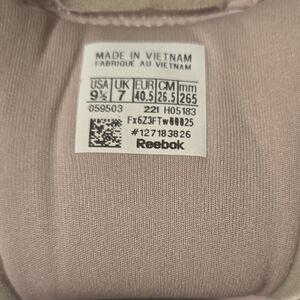 MADE IN VIETNAM
FABRIQUÉ AU VIETNAM
USA UK EUR CM mm
9½ 7 40.5 26.5 265
059503 221 H05183
Fx6Z3FTw00025
#127183826
Reebok